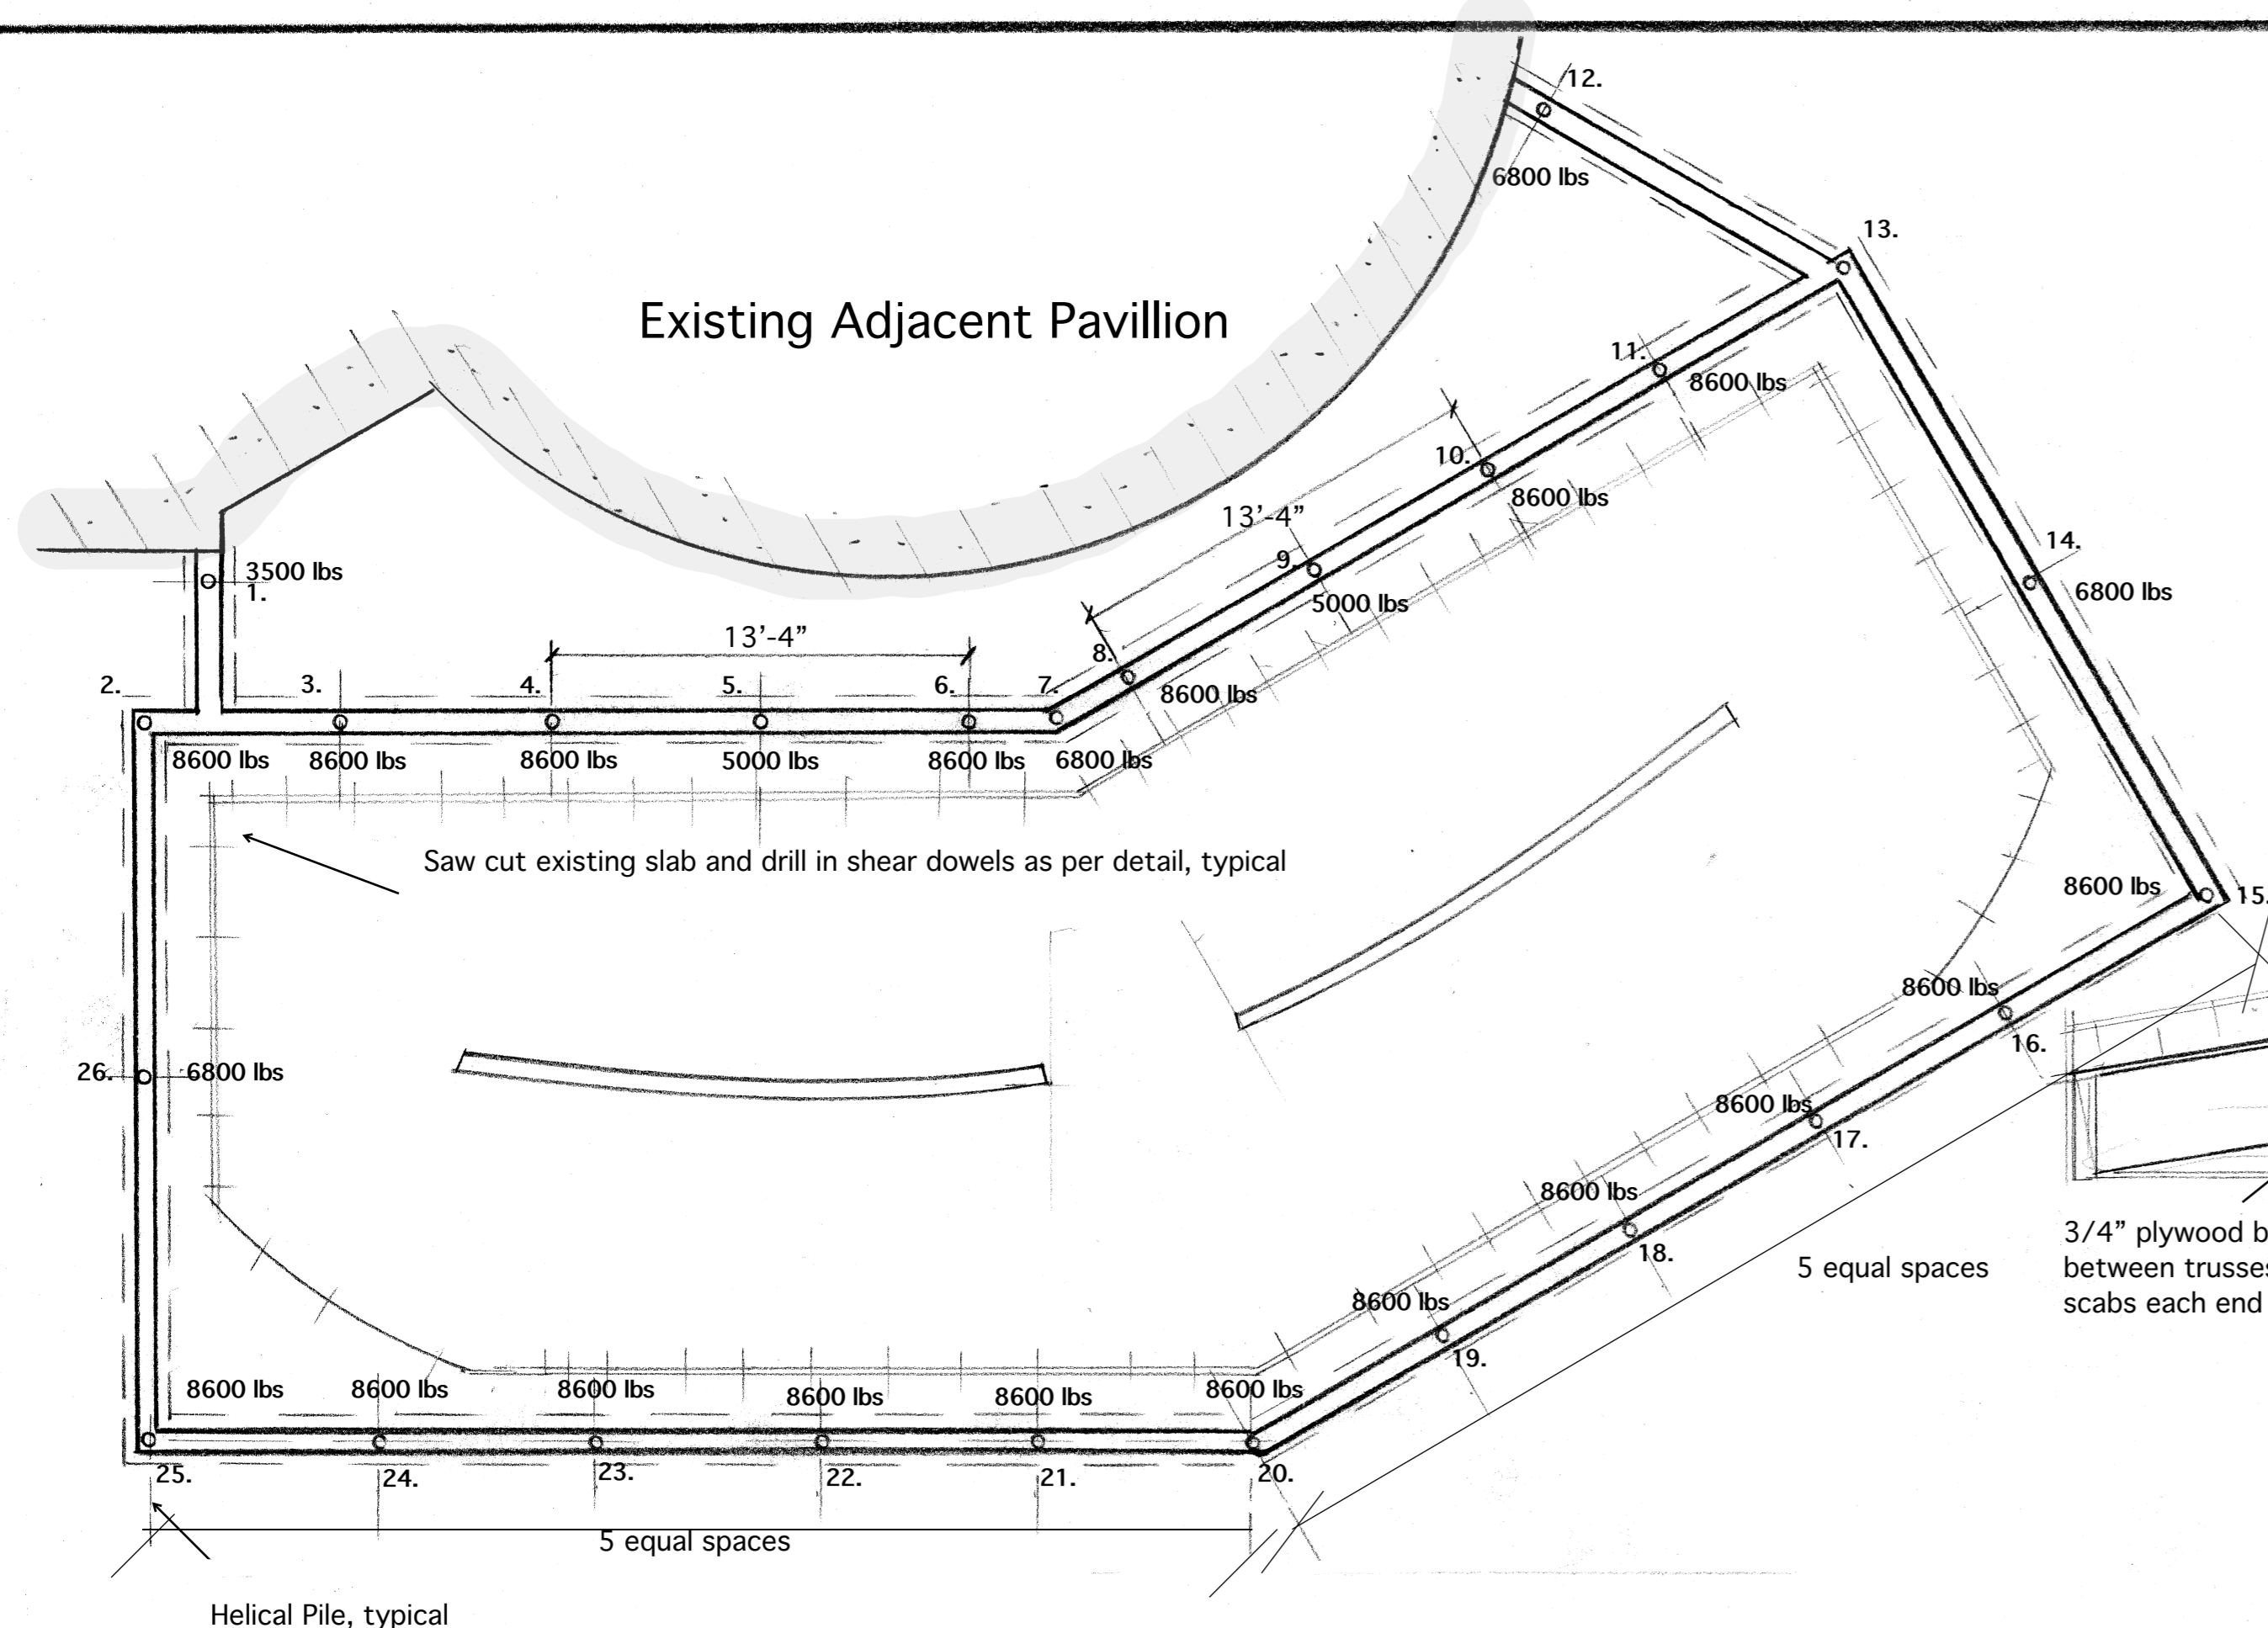 12.
6800 lbs
13.
Existing Adjacent Pavillion
11.
8600 lbs
10.
8600 lbs
13’-4”
9.
5000 lbs
14.
6800 lbs
3500 lbs
1.
13’-4”
8.
8600 lbs
2.
3.
4.
5.
6.
7.
8600 lbs
8600 lbs
8600 lbs
5000 lbs
8600 lbs
6800 lbs
Saw cut existing slab and drill in shear dowels as per detail, typical
8600 lbs
15.
8600 lbs
16.
26.
6800 lbs
8600 lbs
17.
8600 lbs
18.
3/4” plywood b
between trusses
scabs each end
5 equal spaces
8600 lbs
19.
8600 lbs
8600 lbs
8600 lbs
8600 lbs
8600 lbs
8600 lbs
25.
24.
23.
22.
21.
20.
5 equal spaces
Helical Pile, typical